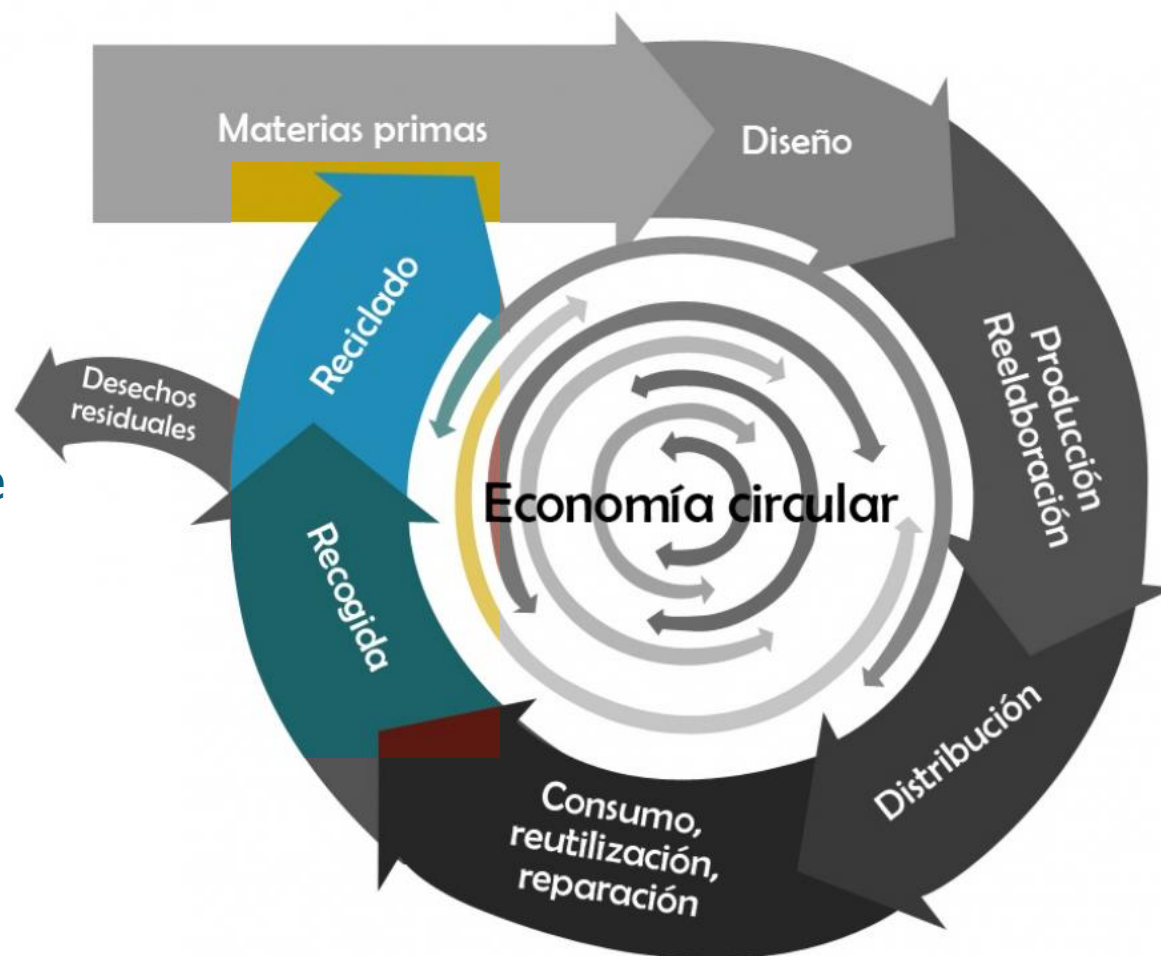 Materias primas
Diseño
Producción
Reelaboración
Distribución
Consumo,
reutilización,
reparación
Recogida
Reciclado
Desechos
residuales
Economía circular
e